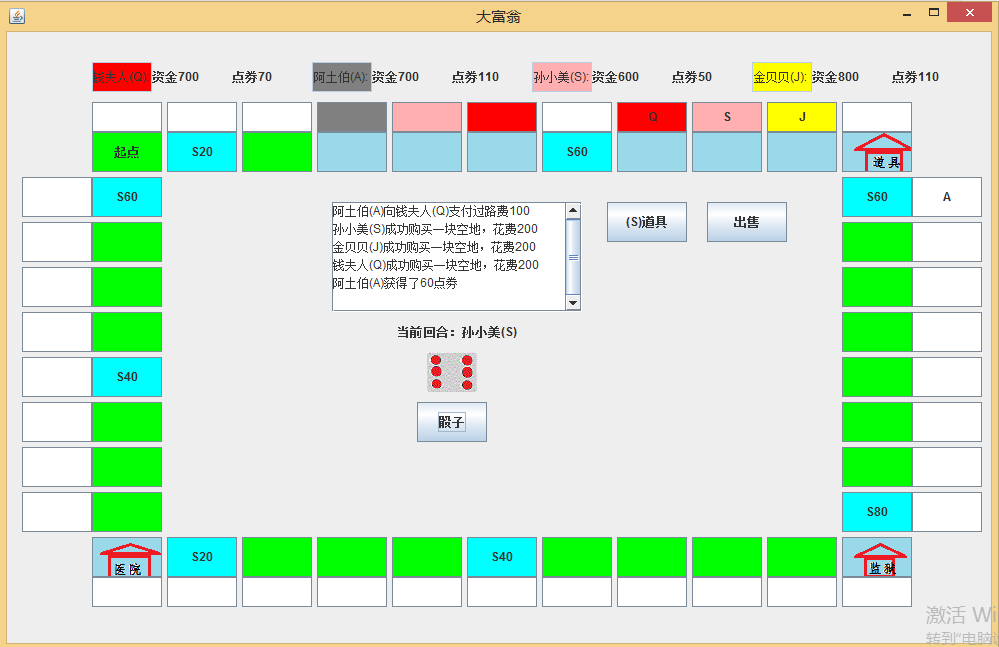 大富翁
钱夫人(Q): 资金700 点券70 阿土伯(A): 资金700 点券110 孙小美(S): 资金600 点券50 金贝贝(J): 资金800 点券110
Q S J
起点 S20 S60 道具
S60 S60 A
阿土伯(A)向钱夫人(Q)支付过路费100
孙小美(S)成功购买一块空地，花费200
金贝贝(J)成功购买一块空地，花费200
钱夫人(Q)成功购买一块空地，花费200
阿土伯(A)获得了60点券
(S)道具 出售
当前回合：孙小美(S)
S40
骰子
S80
医院 S20 S40 监狱
激活 Wi
转到"电脑